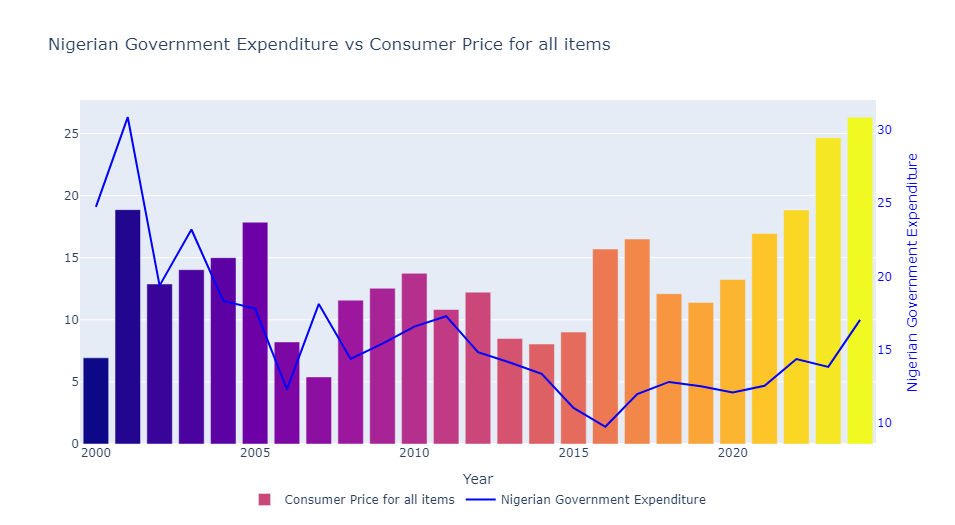 Nigerian Government Expenditure vs Consumer Price for all items
25
20
15
10
5
0
30
25
20
15
10
Nigerian Government Expenditure
2000 2005 2010 2015 2020
Year
Consumer Price for all items Nigerian Government Expenditure